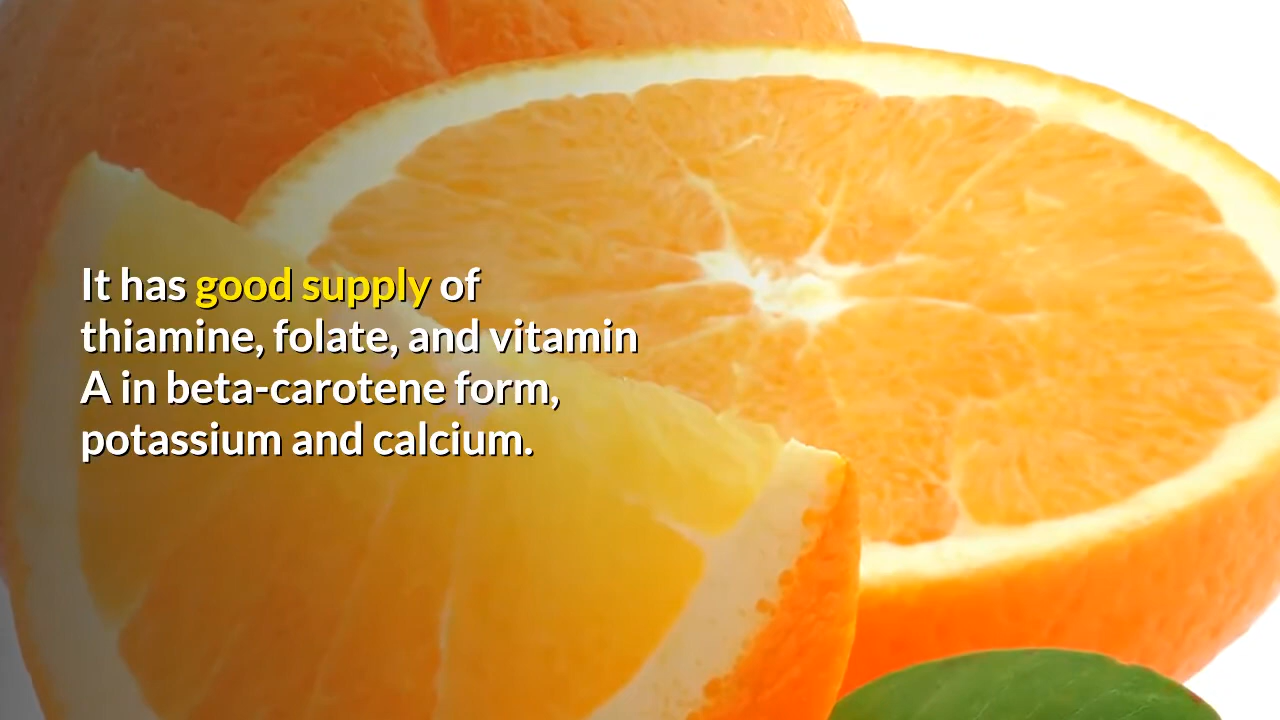 It has good supply of
thiamine, folate, and vitamin
A in beta-carotene form,
potassium and calcium.